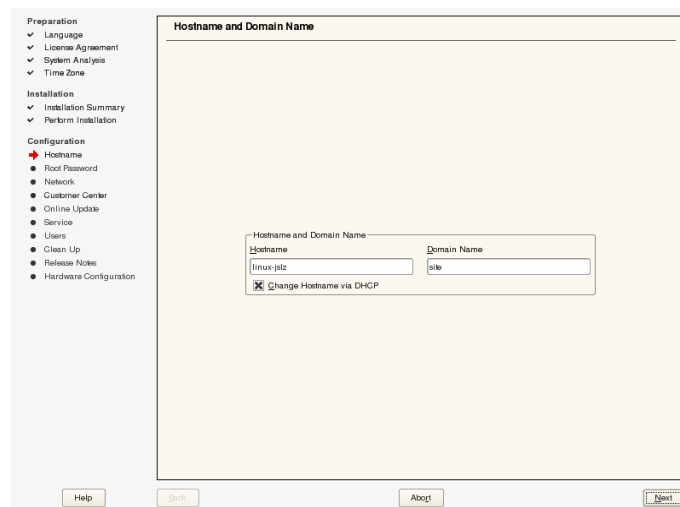 Preparation
Language
License Agreement
System Analysis
Time Zone
Installation
Installation Summary
Perform Installation
Configuration
Hostname
Root Password
Network
Customer Center
Online Update
Service
Users
Clean Up
Release Notes
Hardware Configuration
Hostname and Domain Name
Hostname and Domain Name
Hostname Domain Name
linux-jslz site
Change Hostname via DHCP
Help Back Abort Next